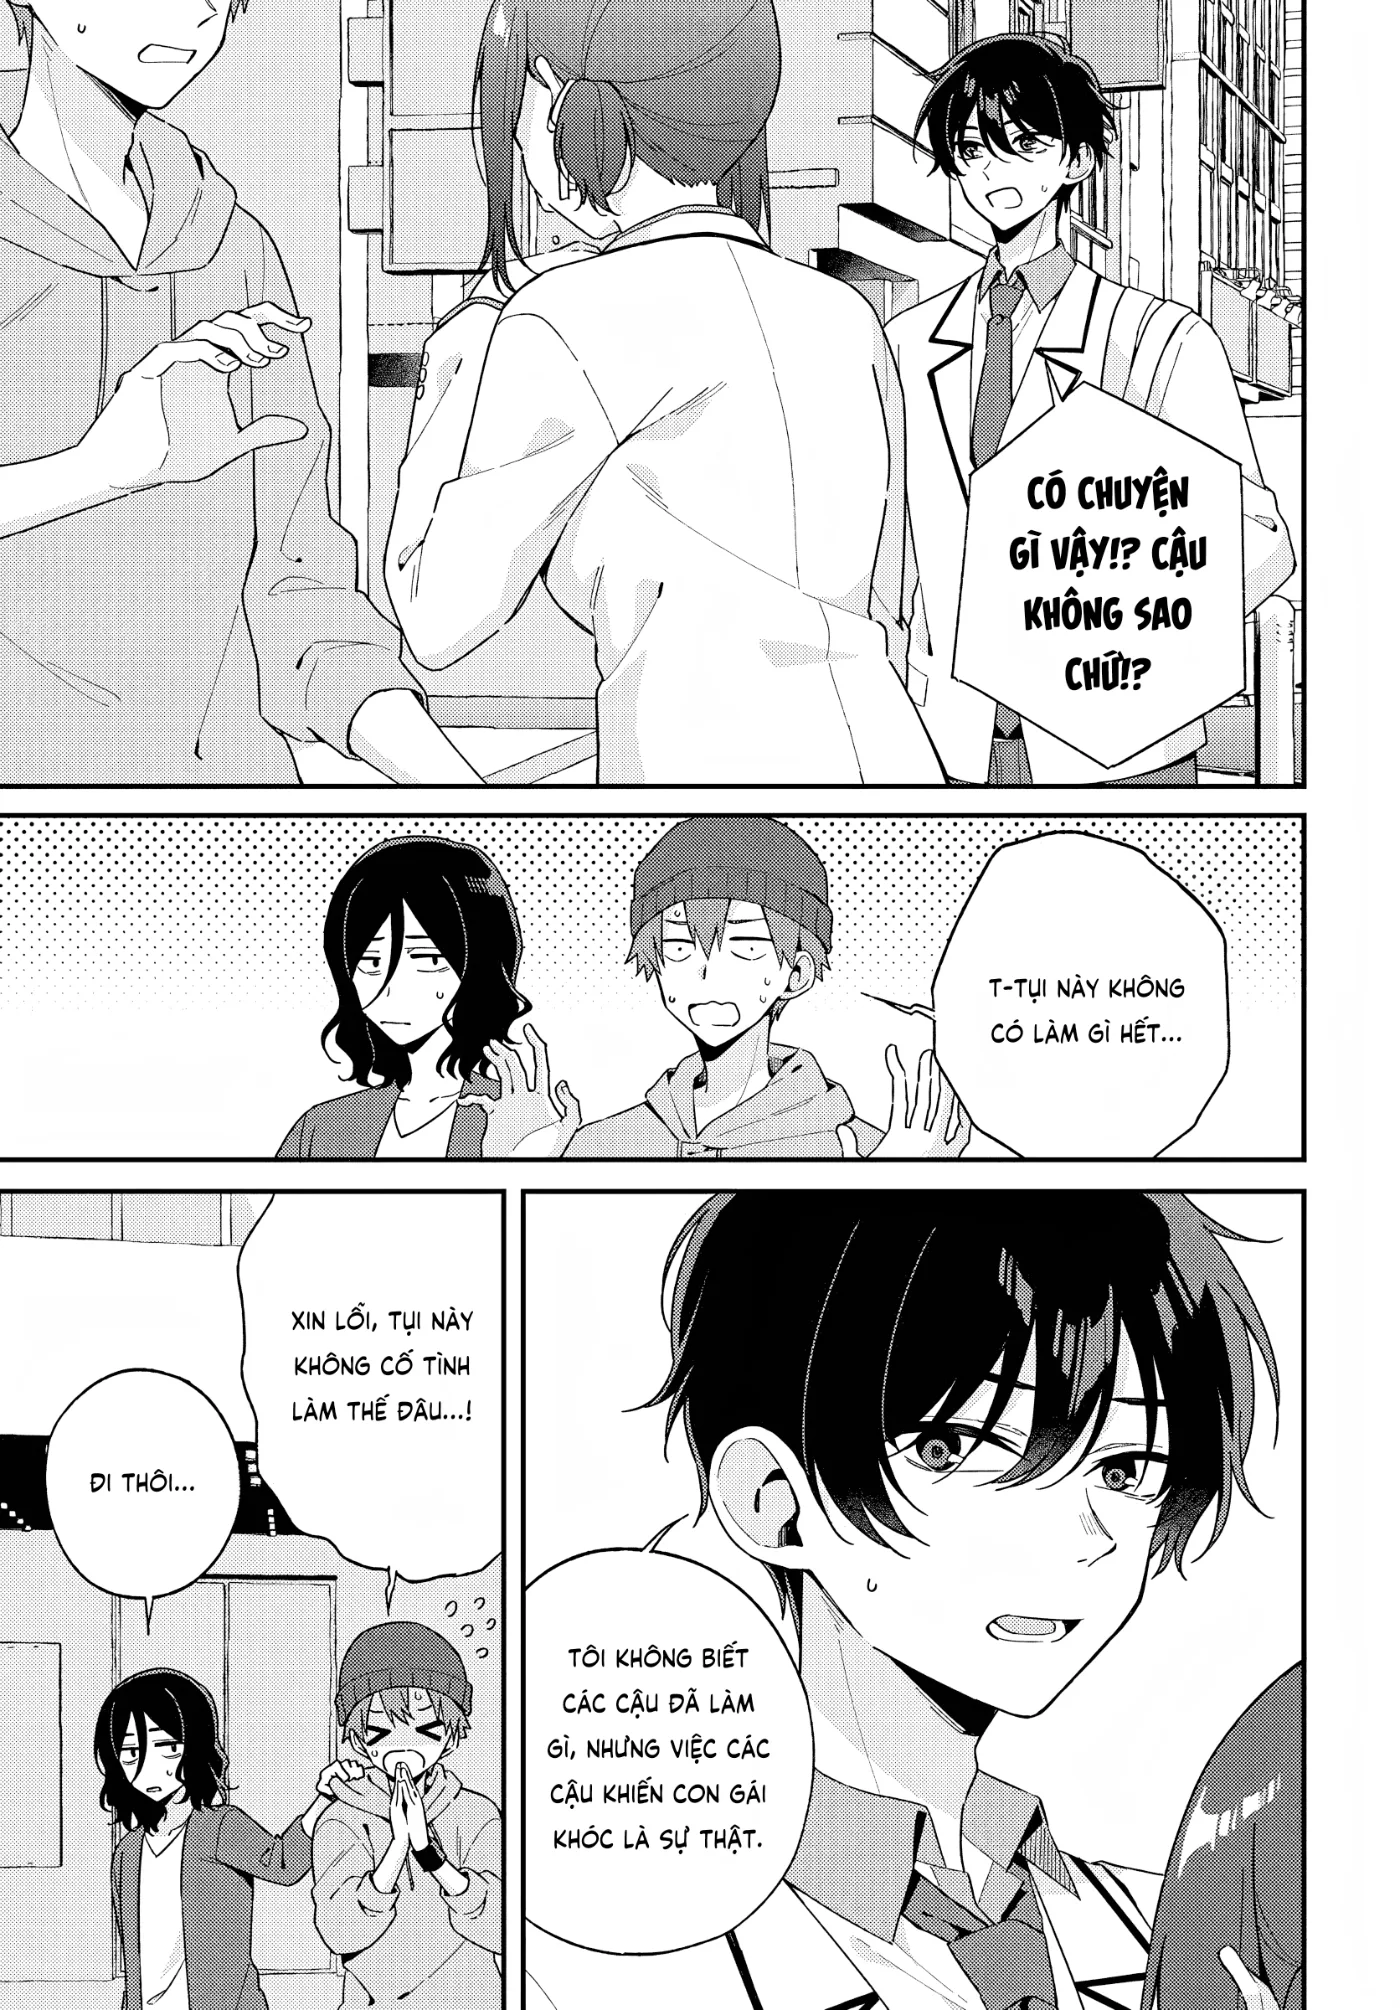 CÓ CHUYỆN
GÌ VẬY!? CẬU
KHÔNG SAO
CHỨ!?
T-TỤI NÀY KHÔNG
CÓ LÀM GÌ HẾT...
TÔI KHÔNG BIẾT
CÁC CẬU ĐÃ LÀM
GÌ, NHƯNG VIỆC CÁC
CẬU KHIẾN CON GÁI
KHÓC LÀ SỰ THẬT.
XIN LỖI, TỤI NÀY
KHÔNG CỐ TÌNH
LÀM THẾ ĐÂU...!
ĐI THÔI...